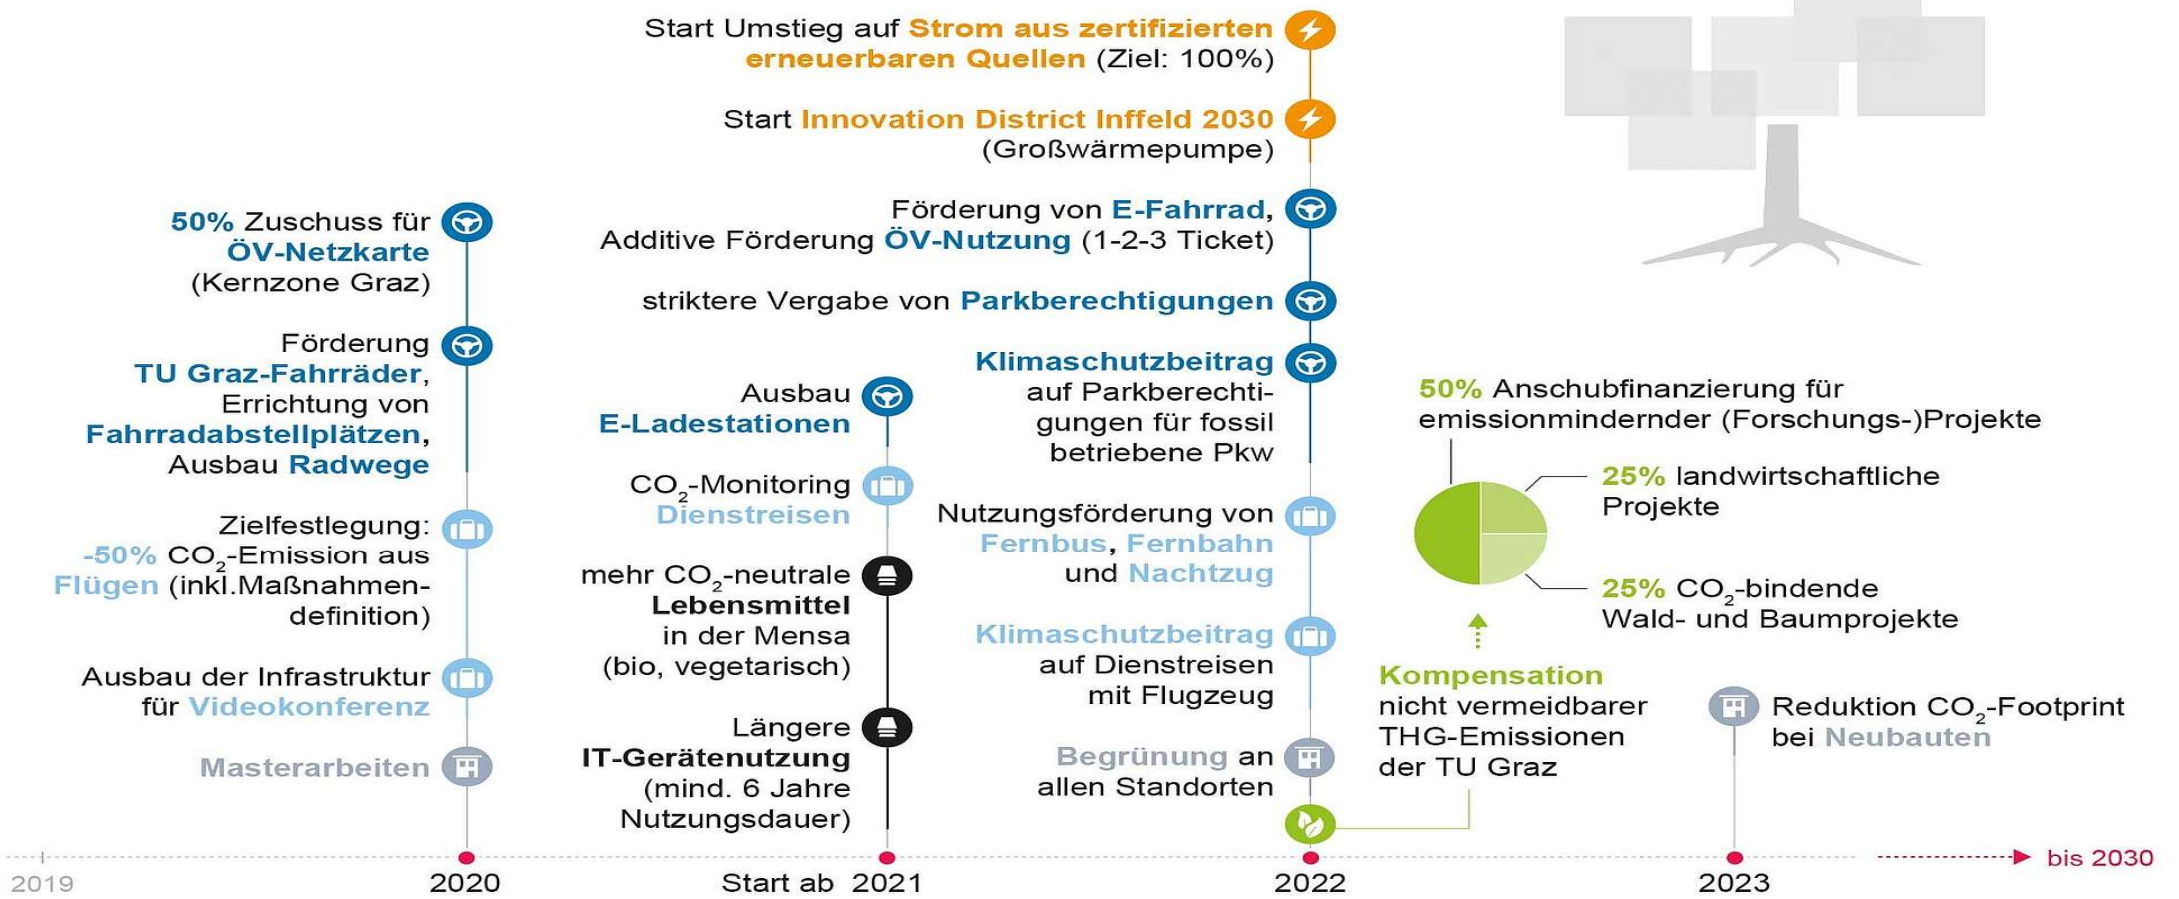 50% Zuschuss für
ÖV-Netzkarte
(Kernzone Graz)
Förderung
TU Graz-Fahrräder,
Errichtung von
Fahrradabstellplätzen,
Ausbau Radwege
Zielfestlegung:
-50% CO₂-Emission aus
Flügen (inkl.Maßnahmen-
definition)
Ausbau der Infrastruktur
für Videokonferenz
Masterarbeiten
Ausbau
E-Ladestationen
CO₂-Monitoring
Dienstreisen
mehr CO₂-neutrale
Lebensmittel
in der Mensa
(bio, vegetarisch)
Längere
IT-Gerätenutzung
(mind. 6 Jahre
Nutzungsdauer)
Start Umstieg auf Strom aus zertifizierten
erneuerbaren Quellen (Ziel: 100%)
Start Innovation District Inffeld 2030
(Großwärmepumpe)
Förderung von E-Fahrrad,
Additive Förderung ÖV-Nutzung (1-2-3 Ticket)
striktere Vergabe von Parkberechtigungen
Klimaschutzbeitrag
auf Parkberechti-
gungen für fossil
betriebene Pkw
Nutzungsförderung von
Fernbus, Fernbahn
und Nachtzug
Klimaschutzbeitrag
auf Dienstreisen
mit Flugzeug
Begrünung an
allen Standorten
50% Anschubfinanzierung für
emissionmindernder (Forschungs-)Projekte
25% landwirtschaftliche
Projekte
25% CO₂-bindende
Wald- und Baumprojekte
Kompensation
nicht vermeidbarer
THG-Emissionen
der TU Graz
Reduktion CO₂-Footprint
bei Neubauten
2019
2020
Start ab 2021
2022
2023
bis 2030